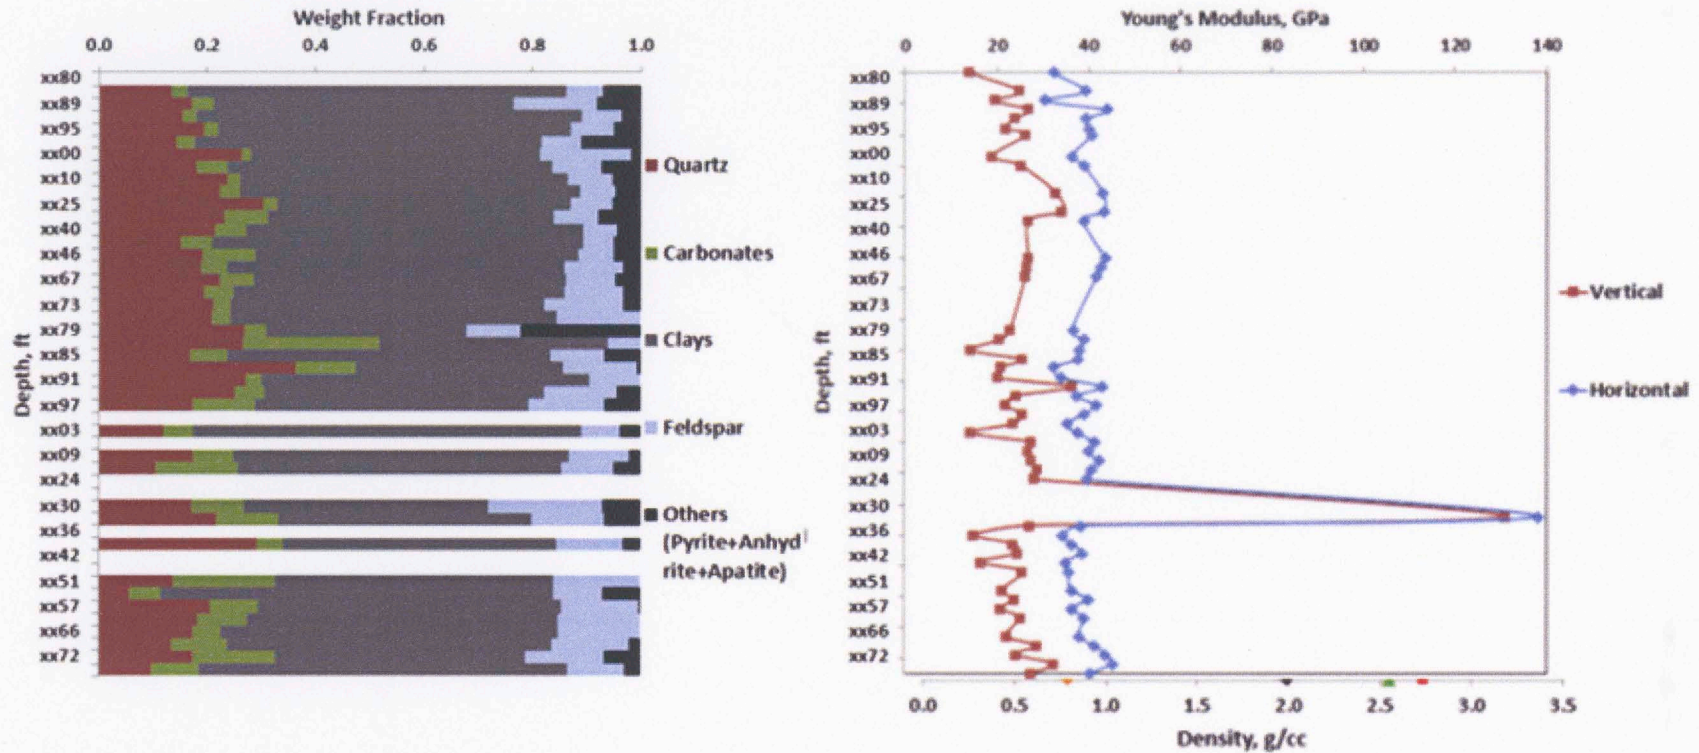 Weight Fraction
0.0 0.2 0.4 0.6 0.8 1.0
Depth, ft
xx80
xx89
xx95
xx00
xx10
xx25
xx40
xx46
xx67
xx73
xx79
xx85
xx91
xx97
xx03
xx09
xx24
xx30
xx36
xx42
xx51
xx57
xx66
xx72
Quartz
Carbonates
Clays
Feldspar
Others
(Pyrite+Anhyd
rite+Apatite)
Young's Modulus, GPa
0 20 40 60 80 100 120 140
Depth, ft
xx80
xx89
xx95
xx00
xx10
xx25
xx40
xx46
xx67
xx73
xx79
xx85
xx91
xx97
xx03
xx09
xx24
xx30
xx36
xx42
xx51
xx57
xx66
xx72
Vertical
Horizontal
0.0 0.5 1.0 1.5 2.0 2.5 3.0 3.5
Density, g/cc